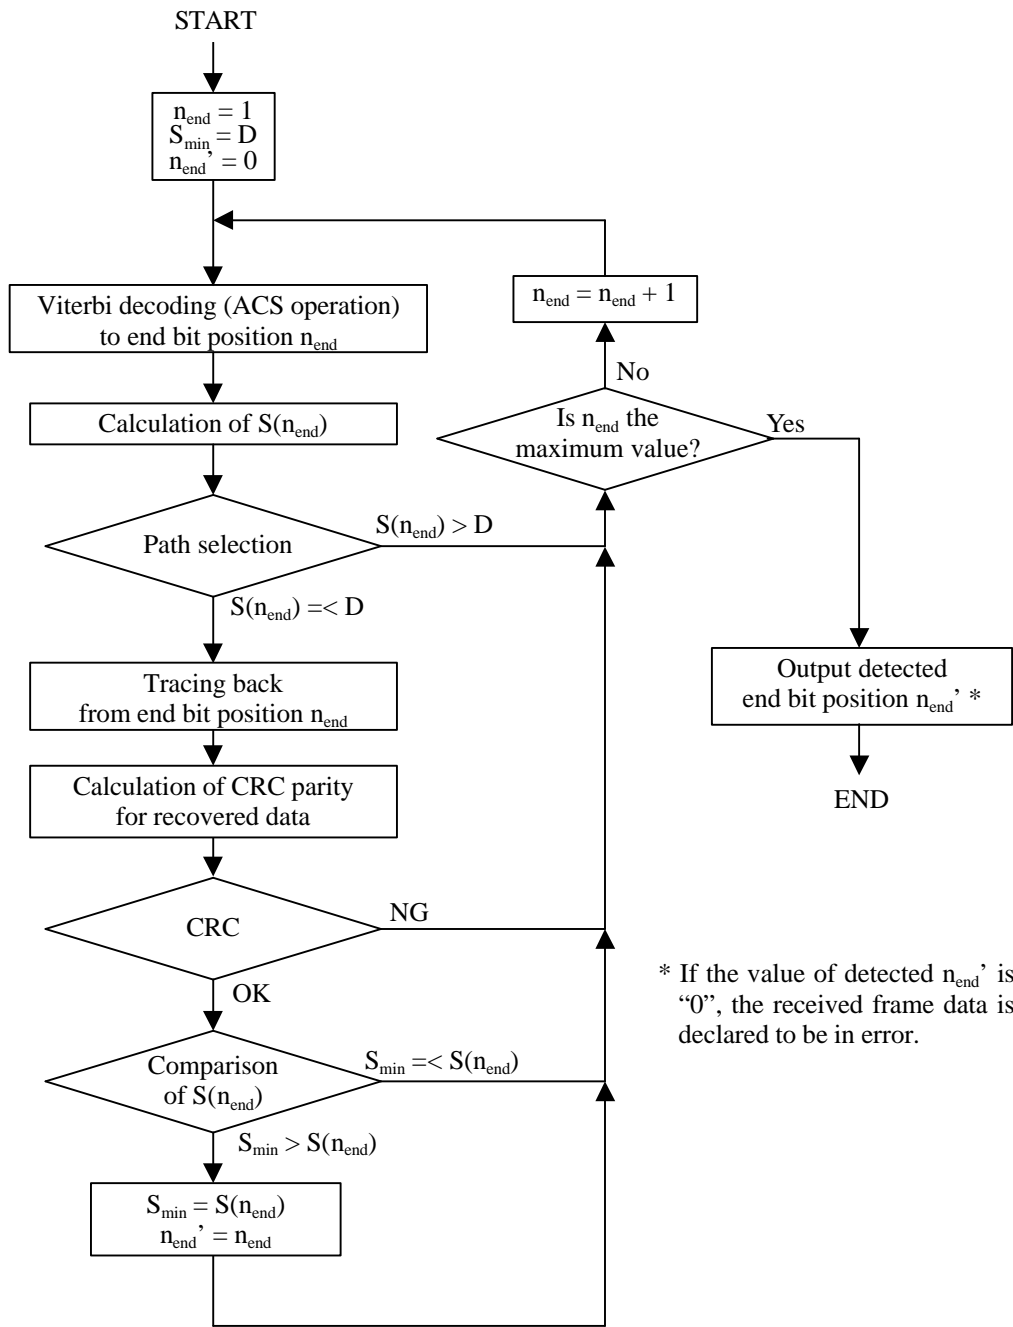 START
n_end = 1
S_min = D
n_end' = 0
Viterbi decoding (ACS operation)
to end bit position n_end
n_end = n_end + 1
No
Calculation of S(n_end)
Is n_end the
maximum value?
Yes
Path selection
S(n_end) > D
S(n_end) =< D
Tracing back
from end bit position n_end
Output detected
end bit position n_end' *
Calculation of CRC parity
for recovered data
END
CRC
NG
OK
* If the value of detected n_end' is
“0”, the received frame data is
declared to be in error.
Comparison
of S(n_end)
S_min =< S(n_end)
S_min > S(n_end)
S_min = S(n_end)
n_end' = n_end